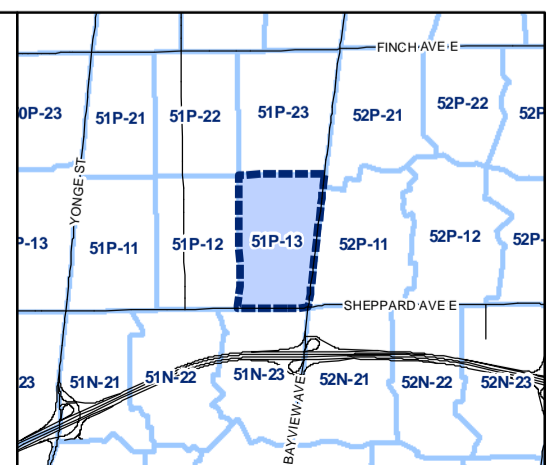 FINCH AVE E
0P-23
51P-21
51P-22
51P-23
52P-21
52P-22
52P
YONGE ST
P-13
51P-11
51P-12
51P-13
52P-11
52P-12
52P-
SHEPPARD AVE E
23
51N-21
51N-22
51N-23
52N-21
52N-22
52N-23
BAYVIEW AVE